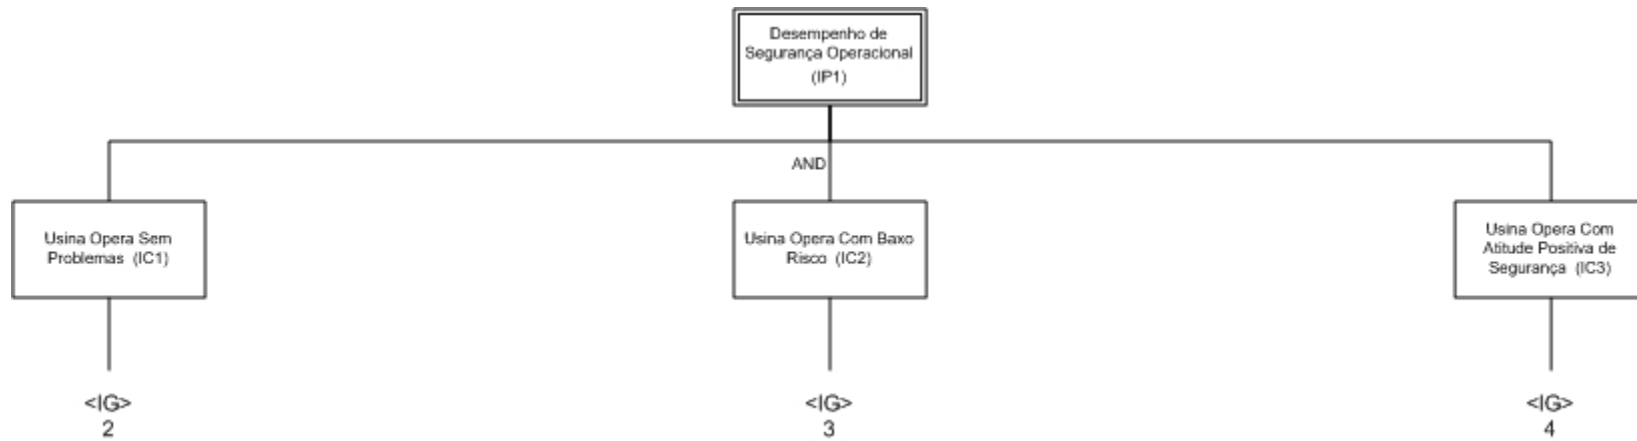 Desempenho de
Segurança Operacional
(IP1)
AND
Usina Opera Sem
Problemas (IC1)
Usina Opera Com Baxo
Risco (IC2)
Usina Opera Com
Atitude Positiva de
Segurança (IC3)
<IG>
2
<IG>
3
<IG>
4